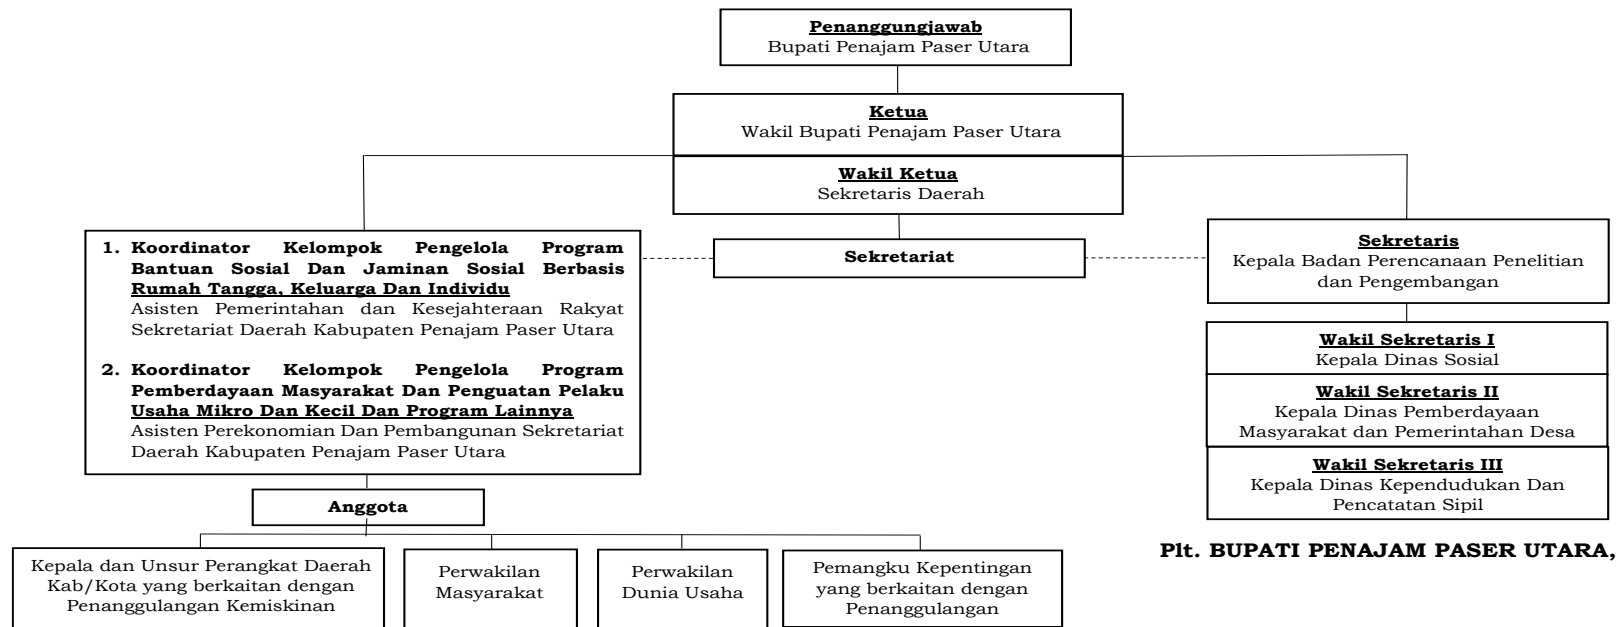 Penanggungjawab
Bupati Penajam Paser Utara
Ketua
Wakil Bupati Penajam Paser Utara
Wakil Ketua
Sekretaris Daerah
Sekretariat
1. Koordinator Kelompok Pengelola Program
Bantuan Sosial Dan Jaminan Sosial Berbasis
Rumah Tangga, Keluarga Dan Individu
Asisten Pemerintahan dan Kesejahteraan Rakyat
Sekretariat Daerah Kabupaten Penajam Paser Utara
2. Koordinator Kelompok Pengelola Program
Pemberdayaan Masyarakat Dan Penguatan Pelaku
Usaha Mikro Dan Kecil Dan Program Lainnya
Asisten Perekonomian Dan Pembangunan Sekretariat
Daerah Kabupaten Penajam Paser Utara
Sekretaris
Kepala Badan Perencanaan Penelitian
dan Pengembangan
Wakil Sekretaris I
Kepala Dinas Sosial
Wakil Sekretaris II
Kepala Dinas Pemberdayaan
Masyarakat dan Pemerintahan Desa
Wakil Sekretaris III
Kepala Dinas Kependudukan Dan
Pencatatan Sipil
Anggota
Kepala dan Unsur Perangkat Daerah
Kab/Kota yang berkaitan dengan
Penanggulangan Kemiskinan
Perwakilan
Masyarakat
Perwakilan
Dunia Usaha
Pemangku Kepentingan
yang berkaitan dengan
Penanggulangan
Plt. BUPATI PENAJAM PASER UTARA,